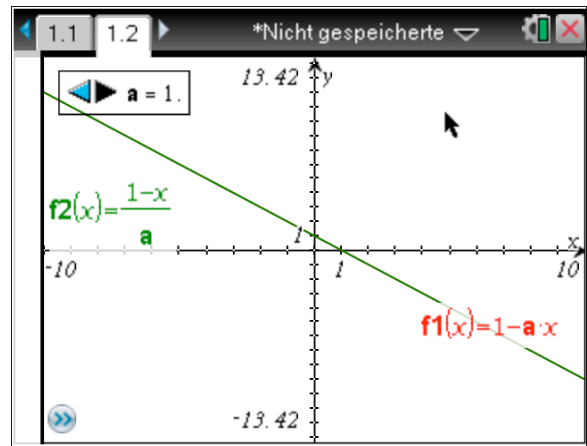 1.1 1.2 *Nicht gespeicherte
a = 1.
13.42 y
f2(x)=(1-x)/a
1 x
-10 1 10
f1(x)=1-a·x
-13.42